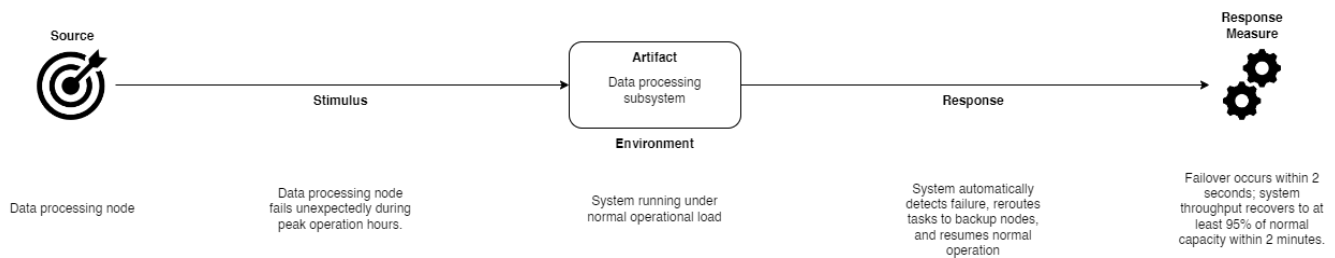 Source
Stimulus
Artifact
Data processing
subsystem
Environment
Response
Response
Measure
Data processing node
Data processing node
fails unexpectedly during
peak operation hours.
System running under
normal operational load
System automatically
detects failure, reroutes
tasks to backup nodes,
and resumes normal
operation
Failover occurs within 2
seconds; system
throughput recovers to at
least 95% of normal
capacity within 2 minutes.